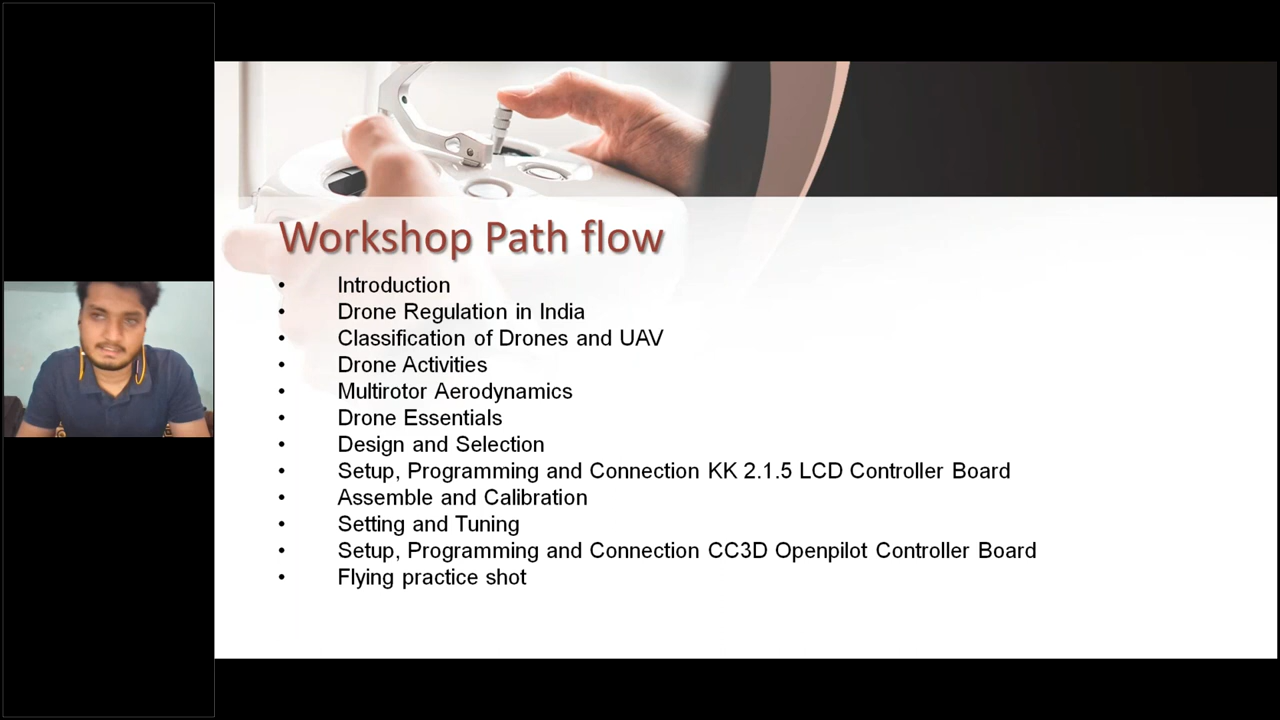 Workshop Path flow
• Introduction
• Drone Regulation in India
• Classification of Drones and UAV
• Drone Activities
• Multirotor Aerodynamics
• Drone Essentials
• Design and Selection
• Setup, Programming and Connection KK 2.1.5 LCD Controller Board
• Assemble and Calibration
• Setting and Tuning
• Setup, Programming and Connection CC3D Openpilot Controller Board
• Flying practice shot